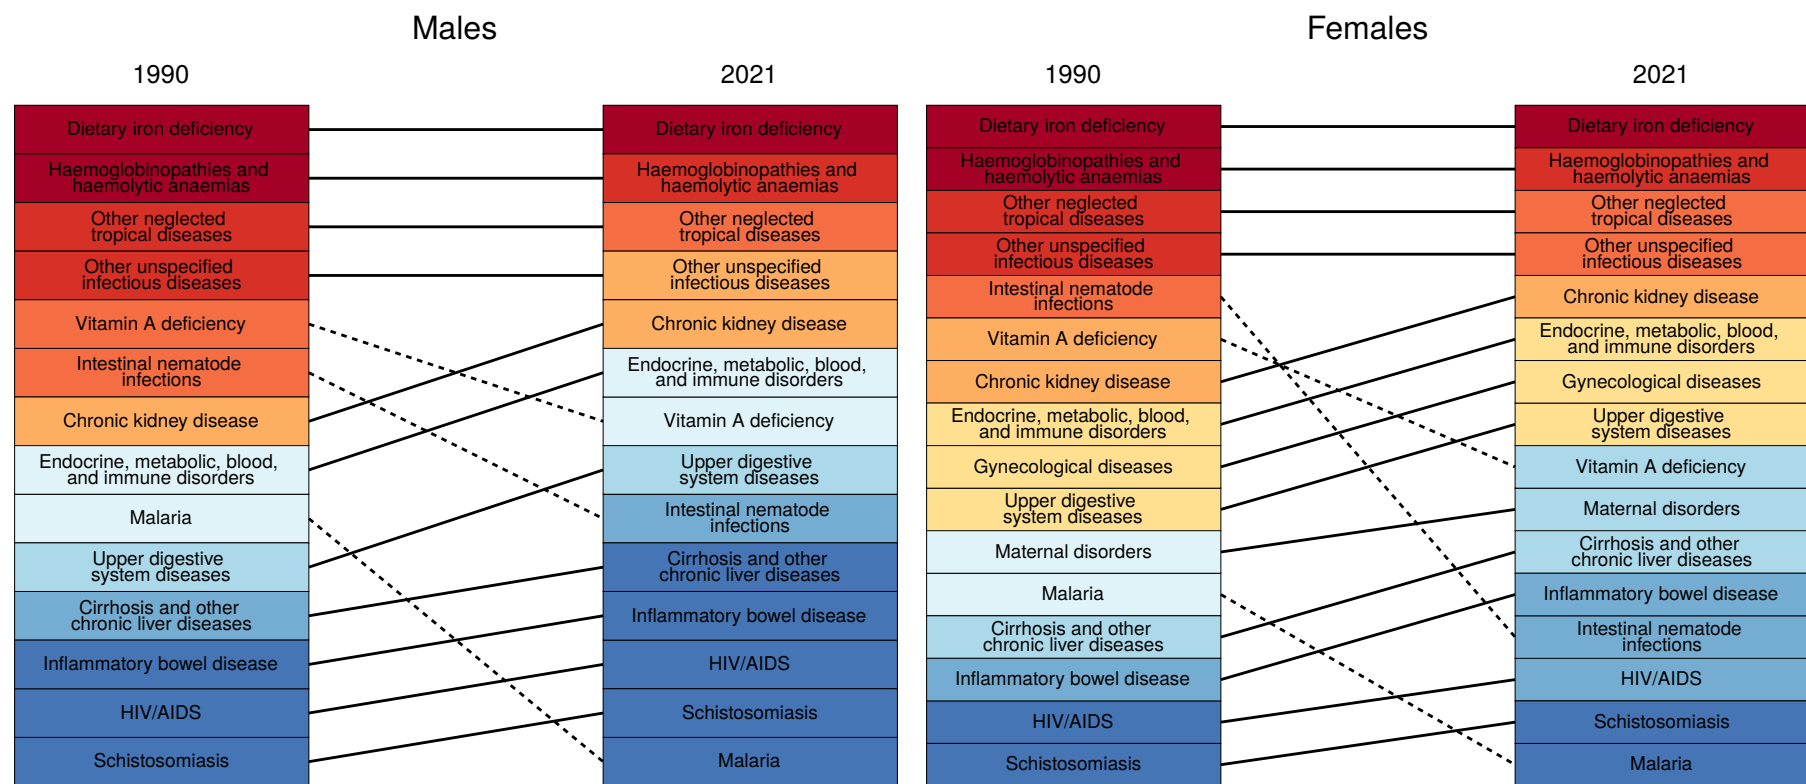 Males
1990
2021
Dietary iron deficiency
Haemoglobinopathies and
haemolytic anaemias
Other neglected
tropical diseases
Other unspecified
infectious diseases
Vitamin A deficiency
Intestinal nematode
infections
Chronic kidney disease
Endocrine, metabolic, blood,
and immune disorders
Malaria
Upper digestive
system diseases
Cirrhosis and other
chronic liver diseases
Inflammatory bowel disease
HIV/AIDS
Schistosomiasis
Dietary iron deficiency
Haemoglobinopathies and
haemolytic anaemias
Other neglected
tropical diseases
Other unspecified
infectious diseases
Chronic kidney disease
Endocrine, metabolic, blood,
and immune disorders
Vitamin A deficiency
Upper digestive
system diseases
Intestinal nematode
infections
Cirrhosis and other
chronic liver diseases
Inflammatory bowel disease
HIV/AIDS
Schistosomiasis
Malaria
Females
1990
2021
Dietary iron deficiency
Haemoglobinopathies and
haemolytic anaemias
Other neglected
tropical diseases
Other unspecified
infectious diseases
Intestinal nematode
infections
Vitamin A deficiency
Chronic kidney disease
Endocrine, metabolic, blood,
and immune disorders
Gynecological diseases
Upper digestive
system diseases
Maternal disorders
Malaria
Cirrhosis and other
chronic liver diseases
Inflammatory bowel disease
HIV/AIDS
Schistosomiasis
Dietary iron deficiency
Haemoglobinopathies and
haemolytic anaemias
Other neglected
tropical diseases
Other unspecified
infectious diseases
Chronic kidney disease
Endocrine, metabolic, blood,
and immune disorders
Gynecological diseases
Upper digestive
system diseases
Vitamin A deficiency
Maternal disorders
Cirrhosis and other
chronic liver diseases
Inflammatory bowel disease
Intestinal nematode
infections
HIV/AIDS
Schistosomiasis
Malaria